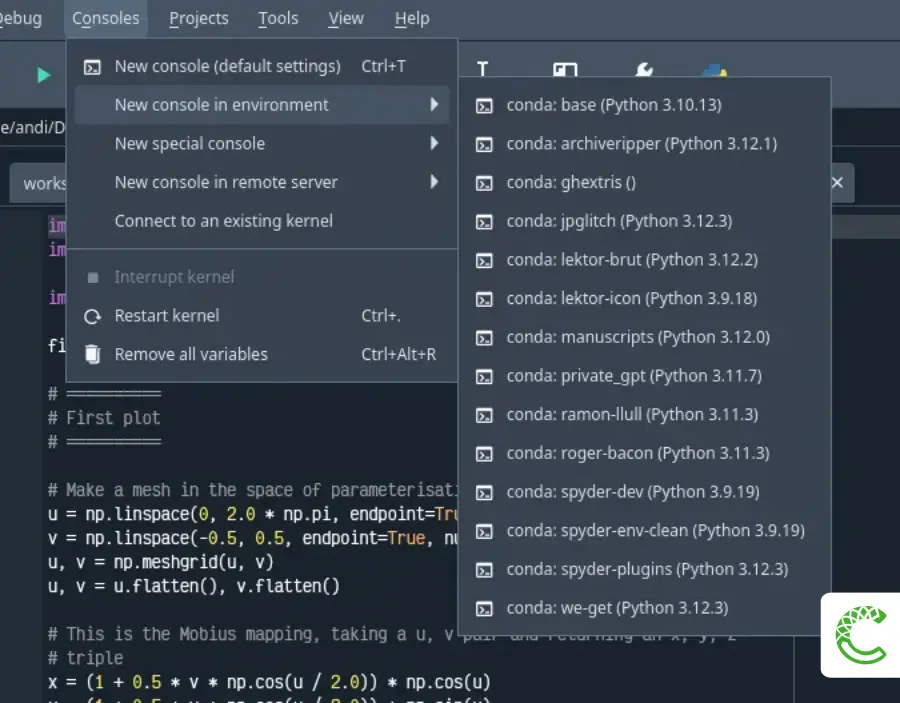 Debug Consoles Projects Tools View Help
New console (default settings) Ctrl+T
New console in environment
New special console
New console in remote server
Connect to an existing kernel
Interrupt kernel
Restart kernel Ctrl+.
Remove all variables Ctrl+Alt+R
conda: base (Python 3.10.13)
conda: archiveripper (Python 3.12.1)
conda: ghextris ()
conda: jpglitch (Python 3.12.3)
conda: lektor-brut (Python 3.12.2)
conda: lektor-icon (Python 3.9.18)
conda: manuscripts (Python 3.12.0)
conda: private_gpt (Python 3.11.7)
conda: ramon-llull (Python 3.11.3)
conda: roger-bacon (Python 3.11.3)
conda: spyder-dev (Python 3.9.19)
conda: spyder-env-clean (Python 3.9.19)
conda: spyder-plugins (Python 3.12.3)
conda: we-get (Python 3.12.3)
e/andi/D
works
im
im
im
fi
# ==========
# First plot
# ==========
# Make a mesh in the space of parameterisati
u = np.linspace(0, 2.0 * np.pi, endpoint=Tru
v = np.linspace(-0.5, 0.5, endpoint=True, nu
u, v = np.meshgrid(u, v)
u, v = u.flatten(), v.flatten()
# This is the Mobius mapping, taking a u, v pair and returning an x, y, z
# triple
x = (1 + 0.5 * v * np.cos(u / 2.0)) * np.cos(u)